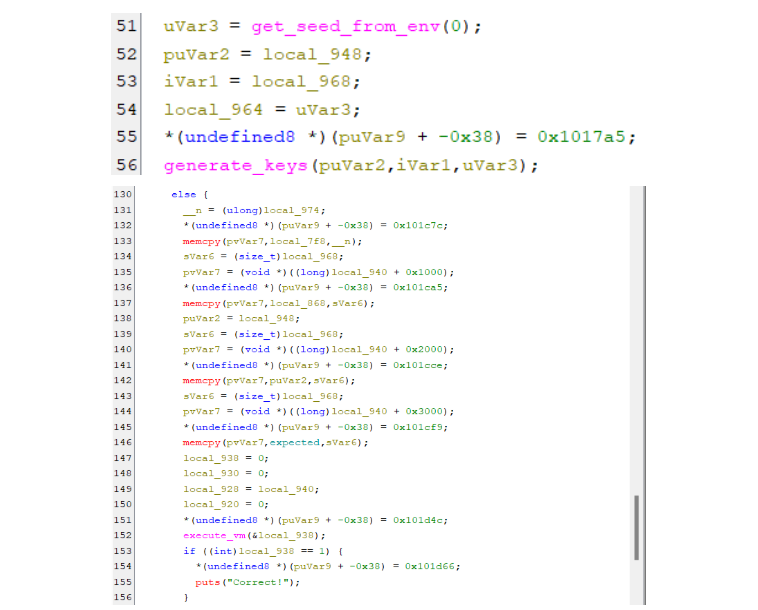 51 uVar3 = get_seed_from_env(0);
52 puVar2 = local_948;
53 iVar1 = local_968;
54 local_964 = uVar3;
55 *(undefined8 *)(puVar9 + -0x38) = 0x1017a5;
56 generate_keys(puVar2,iVar1,uVar3);
130 else {
131 __n = (ulong)local_974;
132 *(undefined8 *)(puVar9 + -0x38) = 0x101c7c;
133 memcpy(pvVar7,local_7f8,__n);
134 sVar6 = (size_t)local_968;
135 pvVar7 = (void *)((long)local_940 + 0x1000);
136 *(undefined8 *)(puVar9 + -0x38) = 0x101ca5;
137 memcpy(pvVar7,local_868,sVar6);
138 puVar2 = local_948;
139 sVar6 = (size_t)local_968;
140 pvVar7 = (void *)((long)local_940 + 0x2000);
141 *(undefined8 *)(puVar9 + -0x38) = 0x101cce;
142 memcpy(pvVar7,puVar2,sVar6);
143 sVar6 = (size_t)local_968;
144 pvVar7 = (void *)((long)local_940 + 0x3000);
145 *(undefined8 *)(puVar9 + -0x38) = 0x101cf9;
146 memcpy(pvVar7,expected,sVar6);
147 local_938 = 0;
148 local_930 = 0;
149 local_928 = local_940;
150 local_920 = 0;
151 *(undefined8 *)(puVar9 + -0x38) = 0x101d4c;
152 execute_vm(&local_938);
153 if ((int)local_938 == 1) {
154 *(undefined8 *)(puVar9 + -0x38) = 0x101d66;
155 puts("Correct!");
156 }